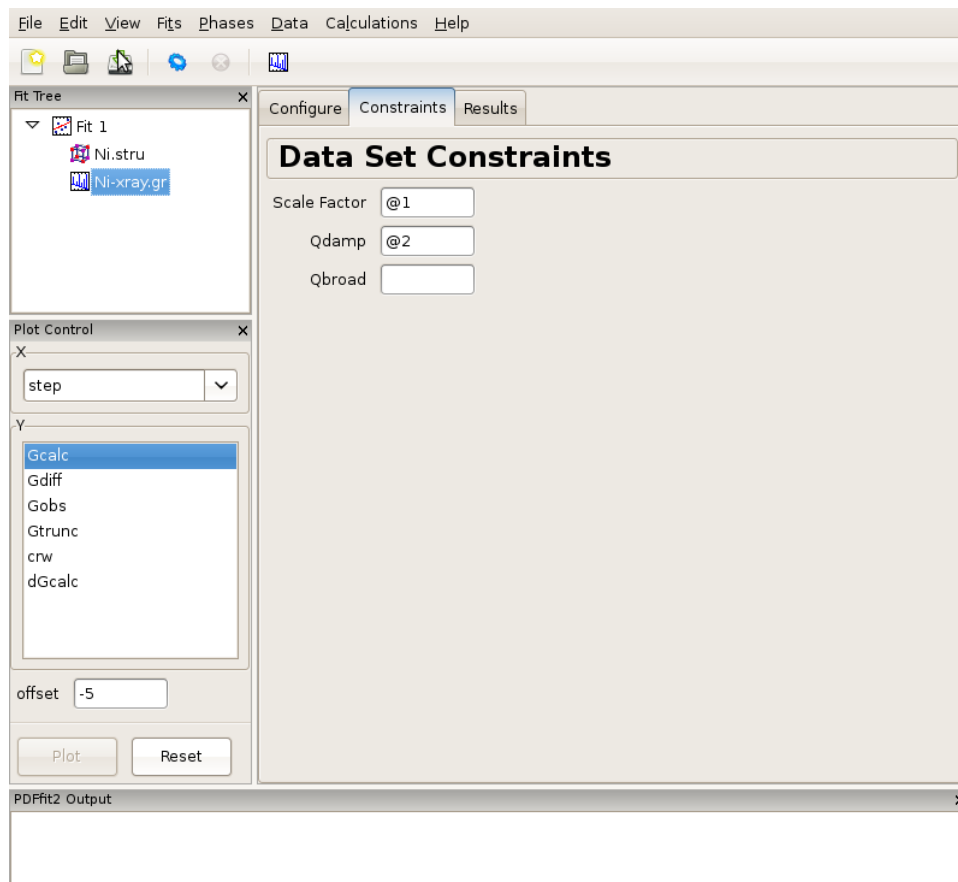 File Edit View Fits Phases Data Calculations Help
Fit Tree x
Fit 1
Ni.stru
Ni-xray.gr
Configure Constraints Results
Data Set Constraints
Scale Factor @1
Qdamp @2
Qbroad
Plot Control x
X
step
Y
Gcalc
Gdiff
Gobs
Gtrunc
crw
dGcalc
offset -5
Plot Reset
PDFfit2 Output